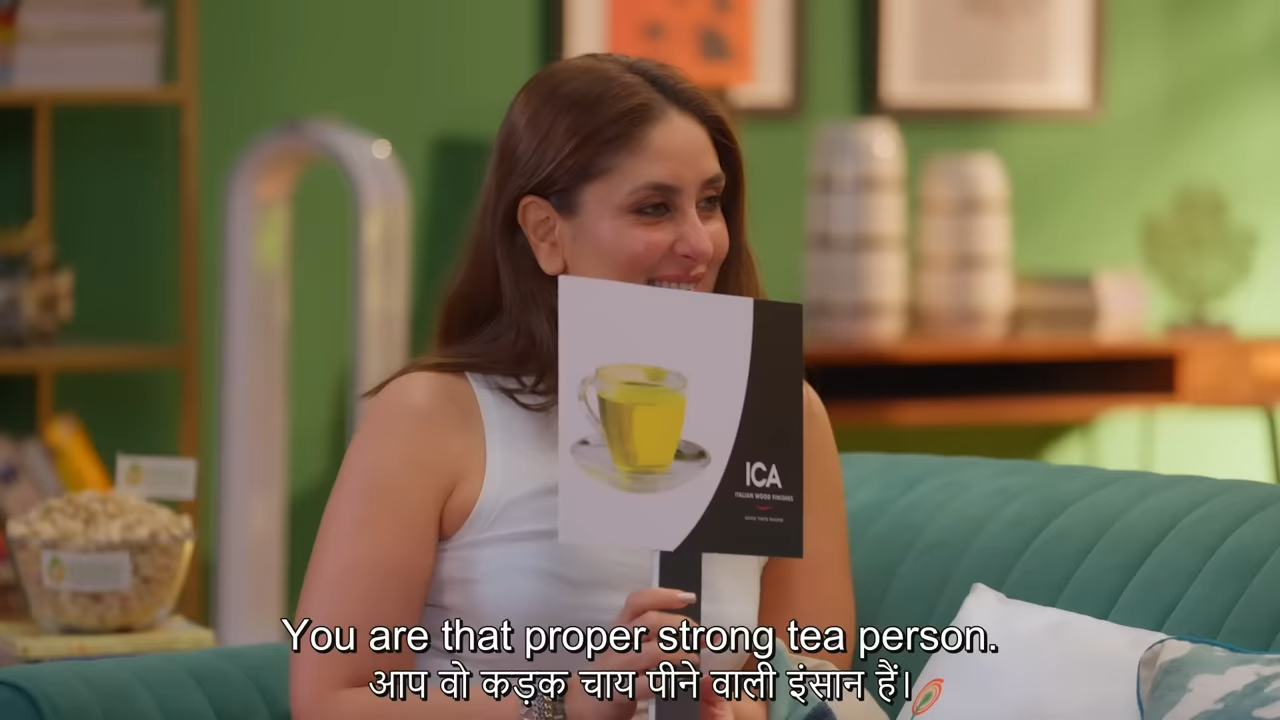 ICA
ITALIAN WOOD FINISHES
You are that proper strong tea person.
आप वो कड़क चाय पीने वाली इंसान हैं।